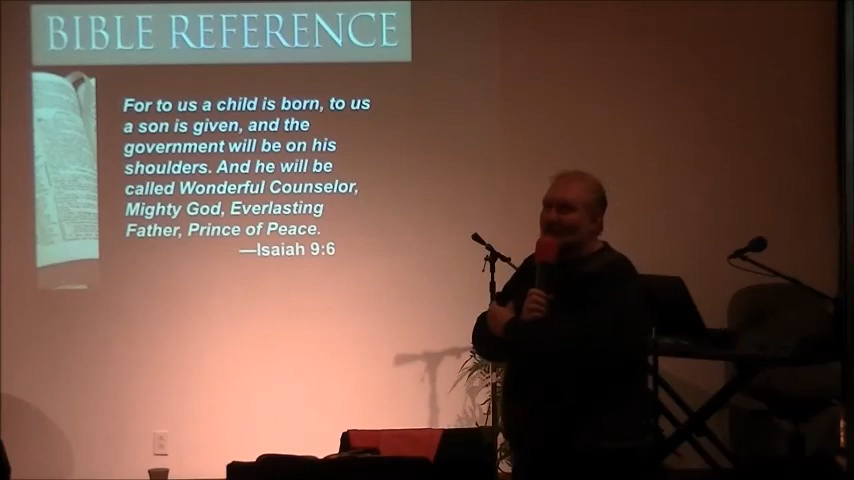 BIBLE REFERENCE
For to us a child is born, to us
a son is given, and the
government will be on his
shoulders. And he will be
called Wonderful Counselor,
Mighty God, Everlasting
Father, Prince of Peace.
—Isaiah 9:6